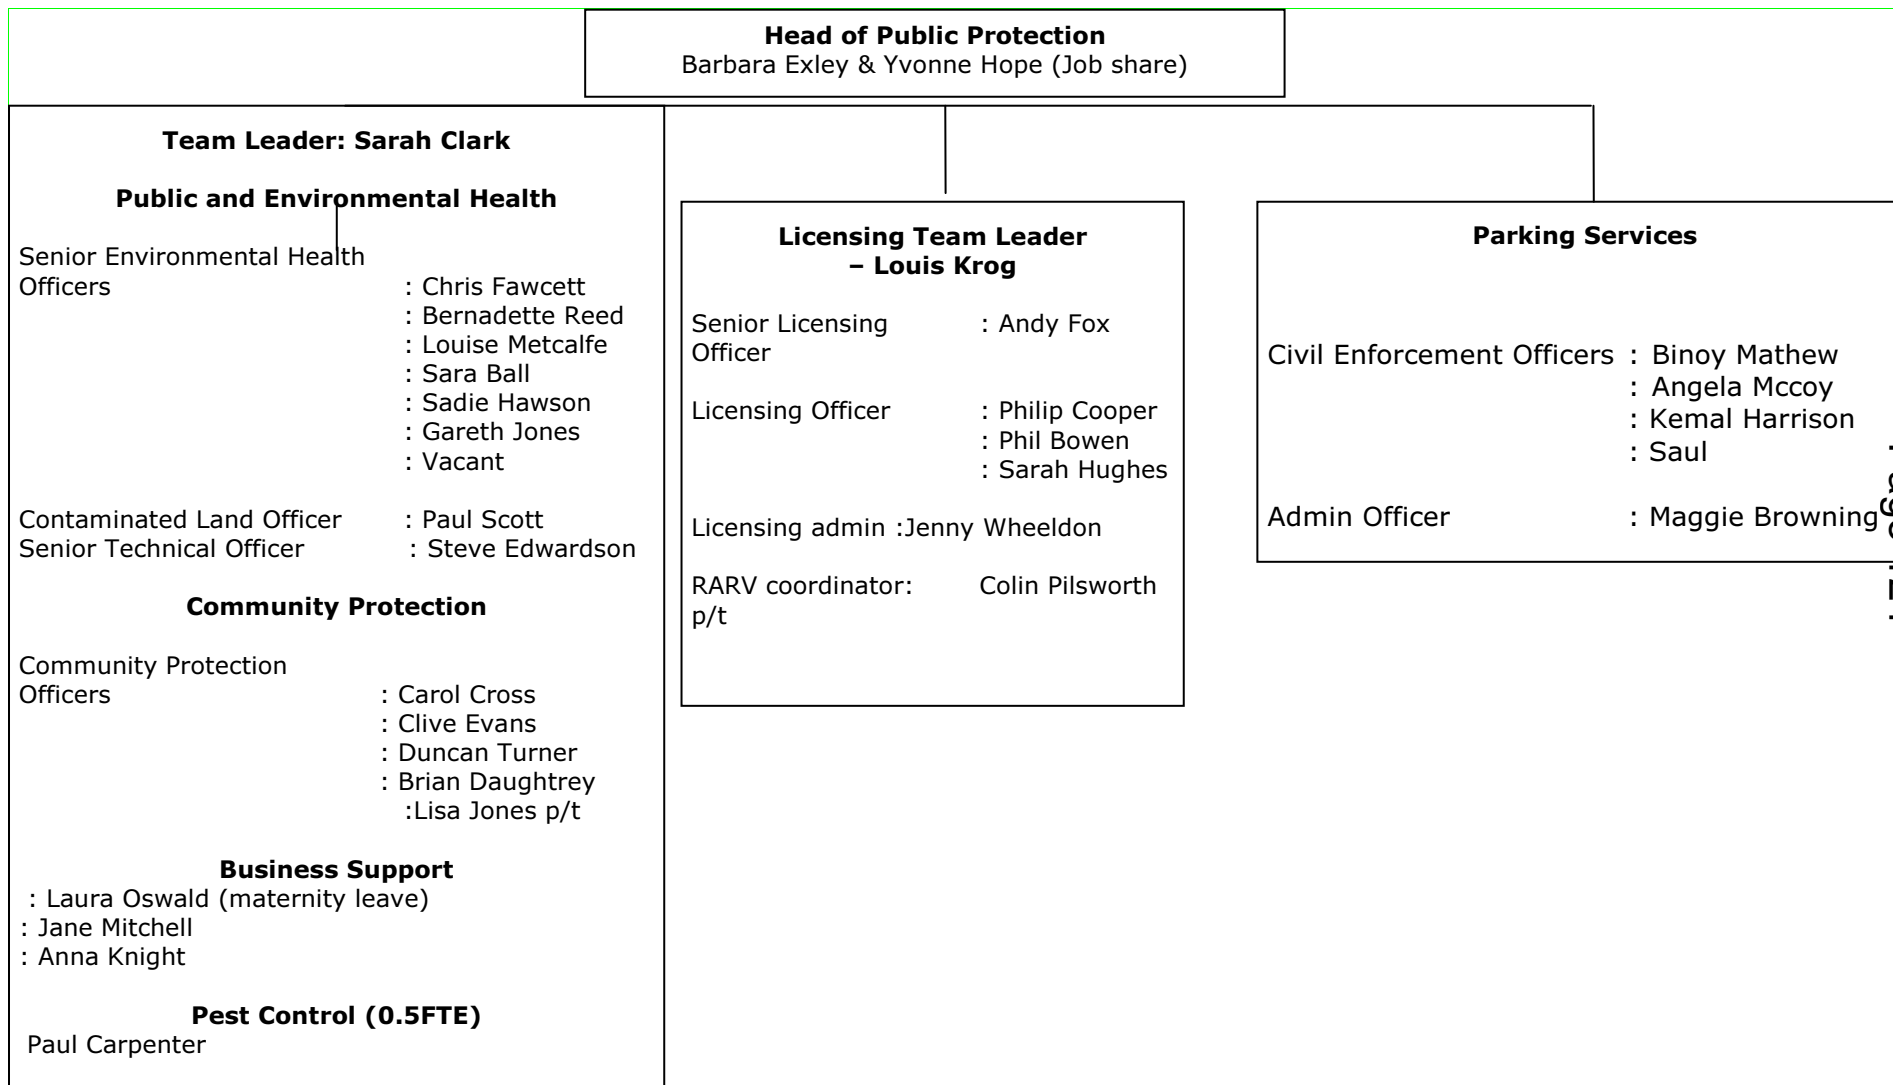 Head of Public Protection
Barbara Exley & Yvonne Hope (Job share)
Team Leader: Sarah Clark
Public and Environmental Health
Senior Environmental Health
Officers : Chris Fawcett
: Bernadette Reed
: Louise Metcalfe
: Sara Ball
: Sadie Hawson
: Gareth Jones
: Vacant
Contaminated Land Officer : Paul Scott
Senior Technical Officer : Steve Edwardson
Community Protection
Community Protection
Officers : Carol Cross
: Clive Evans
: Duncan Turner
: Brian Daughtrey
:Lisa Jones p/t
Business Support
: Laura Oswald (maternity leave)
: Jane Mitchell
: Anna Knight
Pest Control (0.5FTE)
Paul Carpenter
Licensing Team Leader
– Louis Krog
Senior Licensing : Andy Fox
Officer
Licensing Officer : Philip Cooper
: Phil Bowen
: Sarah Hughes
Licensing admin :Jenny Wheeldon
RARV coordinator: Colin Pilsworth
p/t
Parking Services
Civil Enforcement Officers : Binoy Mathew
: Angela Mccoy
: Kemal Harrison
: Saul
Admin Officer : Maggie Browning